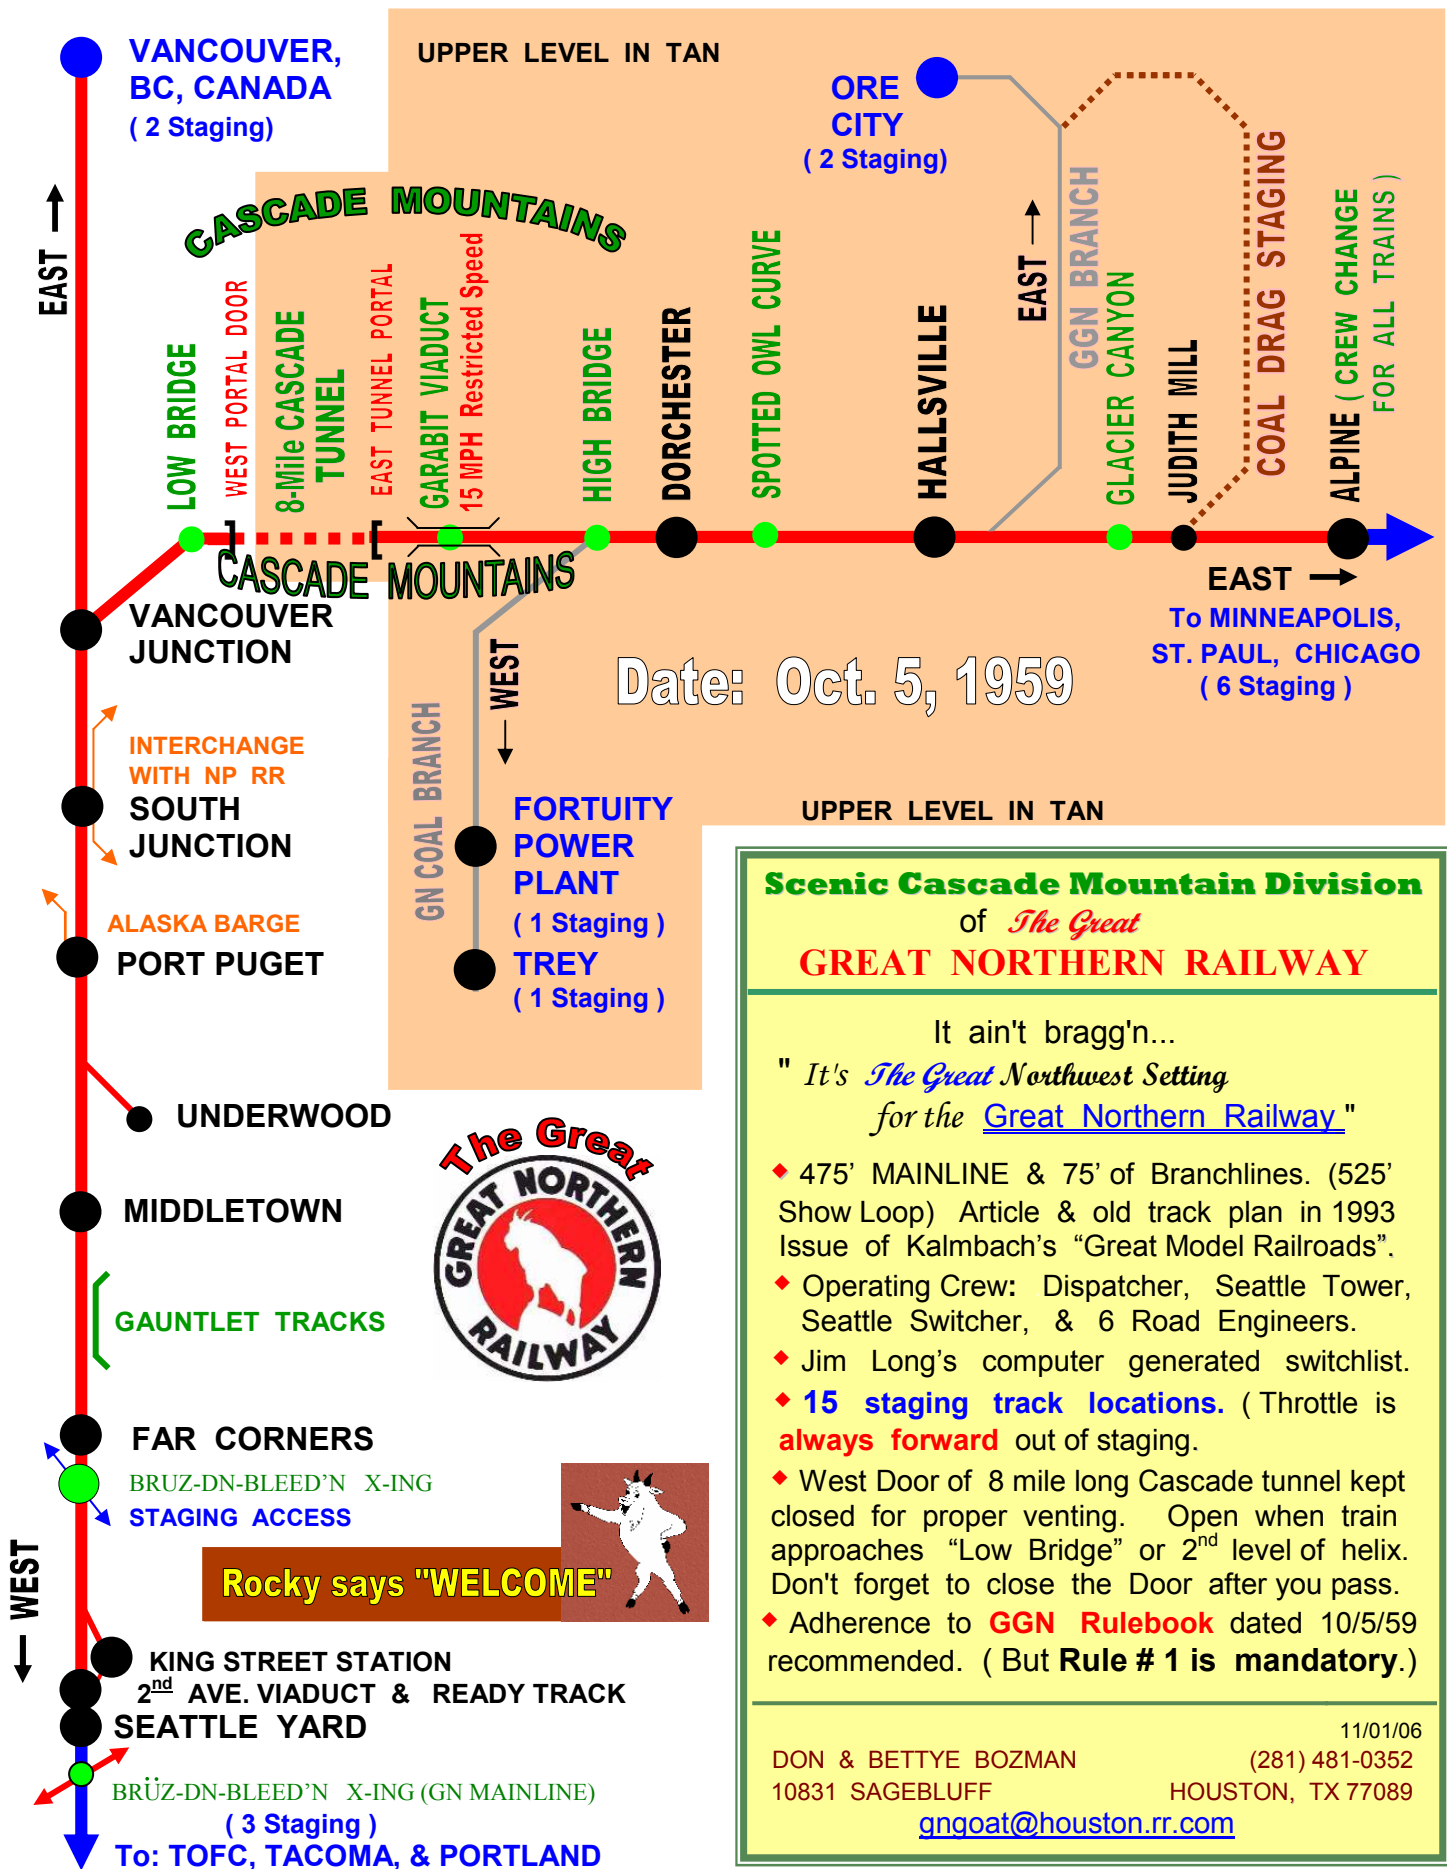 VANCOUVER,
BC, CANADA
( 2 Staging)
UPPER LEVEL IN TAN
ORE
CITY
( 2 Staging)
CASCADE MOUNTAINS
EAST
LOW BRIDGE
WEST PORTAL DOOR
8-Mile CASCADE
TUNNEL
EAST TUNNEL PORTAL
GARABIT VIADUCT
15 MPH Restricted Speed
HIGH BRIDGE
DORCHESTER
SPOTTED OWL CURVE
HALLSVILLE
EAST
GGN BRANCH
GLACIER CANYON
JUDITH MILL
COAL DRAG STAGING
ALPINE ( CREW CHANGE
FOR ALL TRAINS )
CASCADE MOUNTAINS
EAST
To MINNEAPOLIS,
ST. PAUL, CHICAGO
( 6 Staging )
VANCOUVER
JUNCTION
Date: Oct. 5, 1959
WEST
GN COAL BRANCH
INTERCHANGE
WITH NP RR
SOUTH
JUNCTION
FORTUITY
POWER
PLANT
( 1 Staging )
TREY
( 1 Staging )
UPPER LEVEL IN TAN
ALASKA BARGE
PORT PUGET
UNDERWOOD
MIDDLETOWN
GAUNTLET TRACKS
The Great
GREAT NORTHERN
RAILWAY
FAR CORNERS
BRUZ-DN-BLEED'N X-ING
STAGING ACCESS
WEST
Rocky says "WELCOME"
KING STREET STATION
2nd AVE. VIADUCT & READY TRACK
SEATTLE YARD
BRÜZ-DN-BLEED'N X-ING (GN MAINLINE)
( 3 Staging )
To: TOFC, TACOMA, & PORTLAND
Scenic Cascade Mountain Division
of The Great
GREAT NORTHERN RAILWAY
It ain't bragg'n...
" It's The Great Northwest Setting
for the Great Northern Railway "
♦ 475' MAINLINE & 75' of Branchlines. (525'
Show Loop) Article & old track plan in 1993
Issue of Kalmbach's “Great Model Railroads”.
♦ Operating Crew: Dispatcher, Seattle Tower,
Seattle Switcher, & 6 Road Engineers.
♦ Jim Long's computer generated switchlist.
♦ 15 staging track locations. ( Throttle is
always forward out of staging.
♦ West Door of 8 mile long Cascade tunnel kept
closed for proper venting. Open when train
approaches “Low Bridge” or 2nd level of helix.
Don't forget to close the Door after you pass.
♦ Adherence to GGN Rulebook dated 10/5/59
recommended. ( But Rule # 1 is mandatory.)
11/01/06
DON & BETTYE BOZMAN (281) 481-0352
10831 SAGEBLUFF HOUSTON, TX 77089
gngoat@houston.rr.com